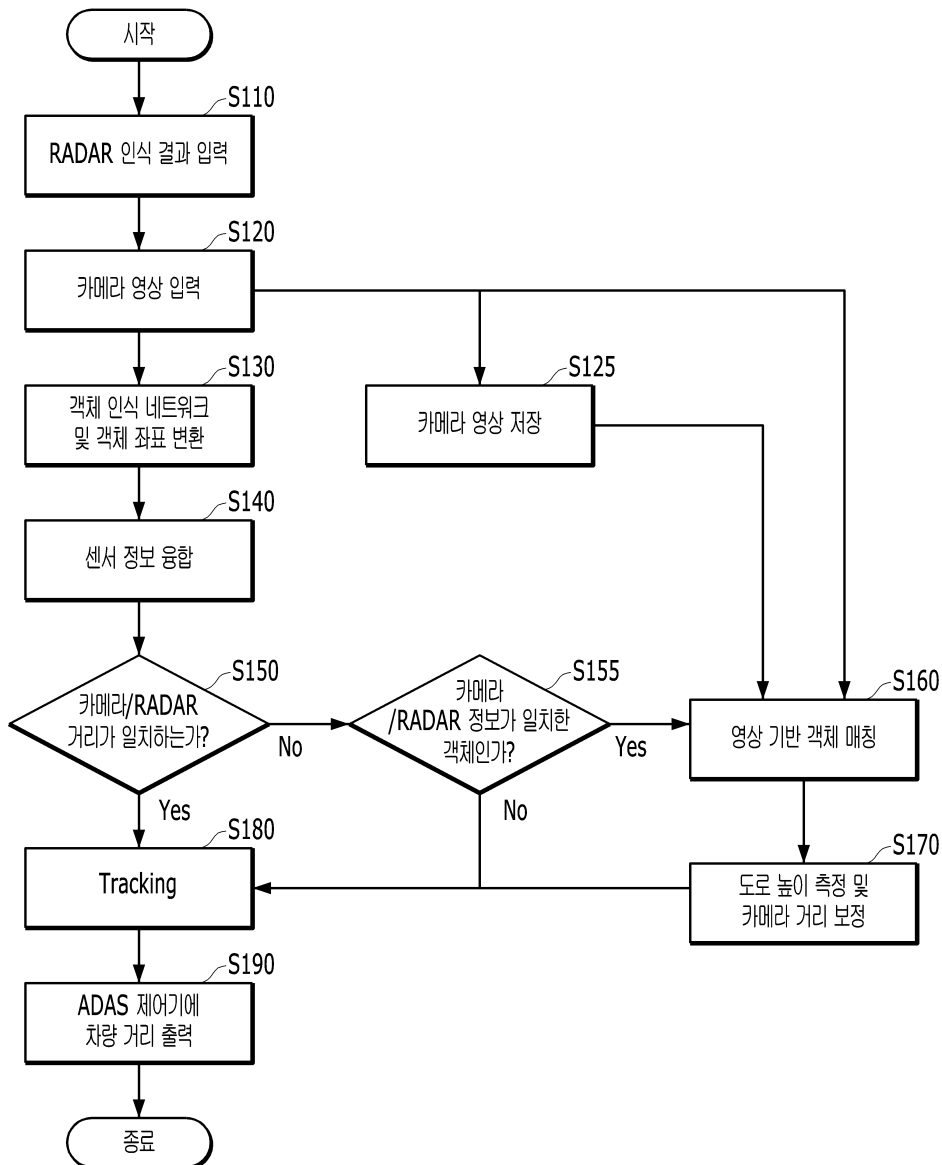 시작
S110
RADAR 인식 결과 입력
S120
카메라 영상 입력
S130
객체 인식 네트워크
및 객체 좌표 변환
S125
카메라 영상 저장
S140
센서 정보 융합
S150
카메라/RADAR
거리가 일치하는가?
No
Yes
S155
카메라
/RADAR 정보가 일치한
객체인가?
Yes
No
S160
영상 기반 객체 매칭
S180
Tracking
S170
도로 높이 측정 및
카메라 거리 보정
S190
ADAS 제어기에
차량 거리 출력
종료